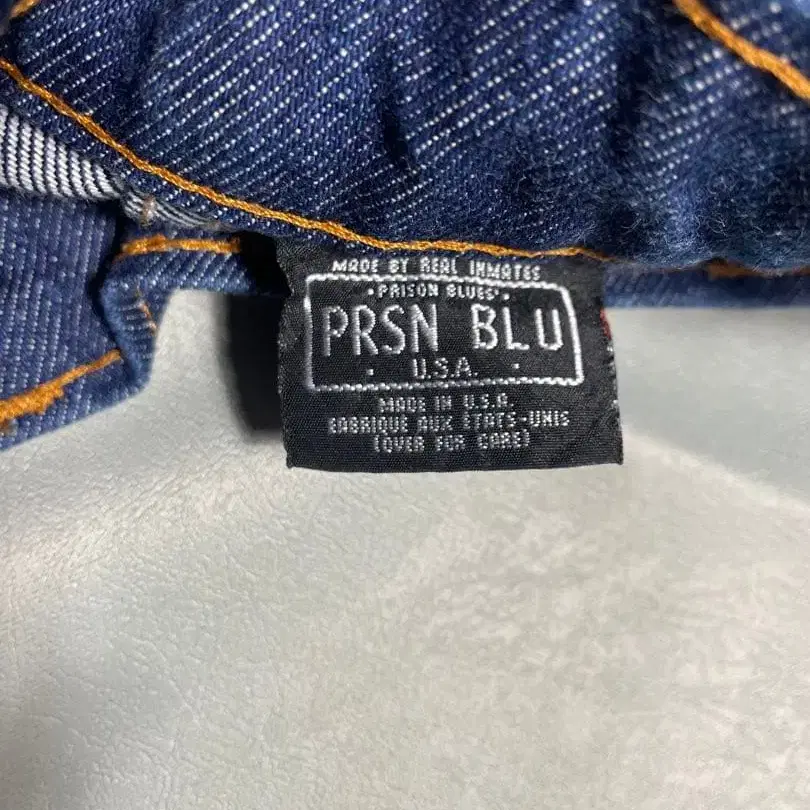 MADE BY REAL INMATES
·PRISON BLUES·
PRSN BLU
· U.S.A. ·
MADE IN U.S.A.
FABRIQUE AUX ETATS-UNIS
(OVER FOR CARE)